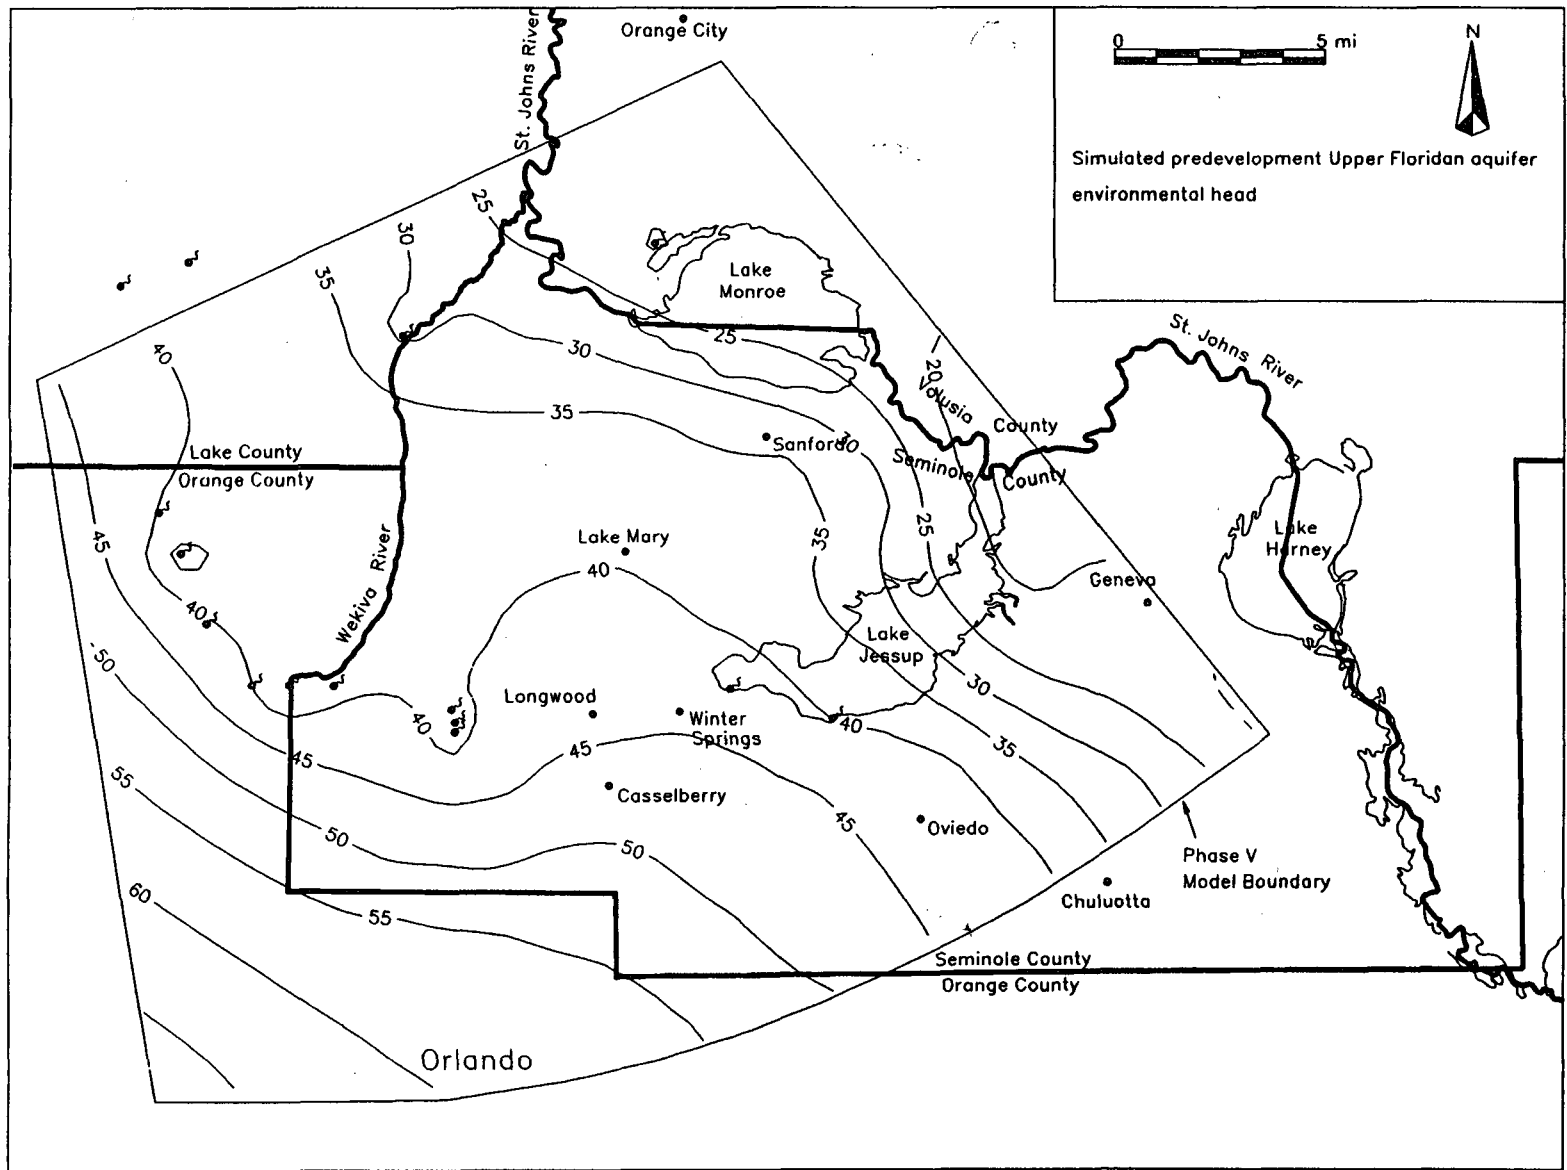 Orange City
St. Johns River
0 5 mi
N
Simulated predevelopment Upper Floridan aquifer
environmental head
25
30
35
40
Lake
Monroe
25
30
35
20
St. Johns River
Volusia County
Seminole County
Sanford
30
Lake County
Orange County
45
Wekiva River
Lake Mary
40
35
25
Lake
Harney
Geneva
40
50
Lake
Jessup
30
Longwood
40
Winter
Springs
40
35
45
45
55
Casselberry
45
Oviedo
50
50
Phase V
Model Boundary
60
55
Chuluotta
Seminole County
Orange County
Orlando